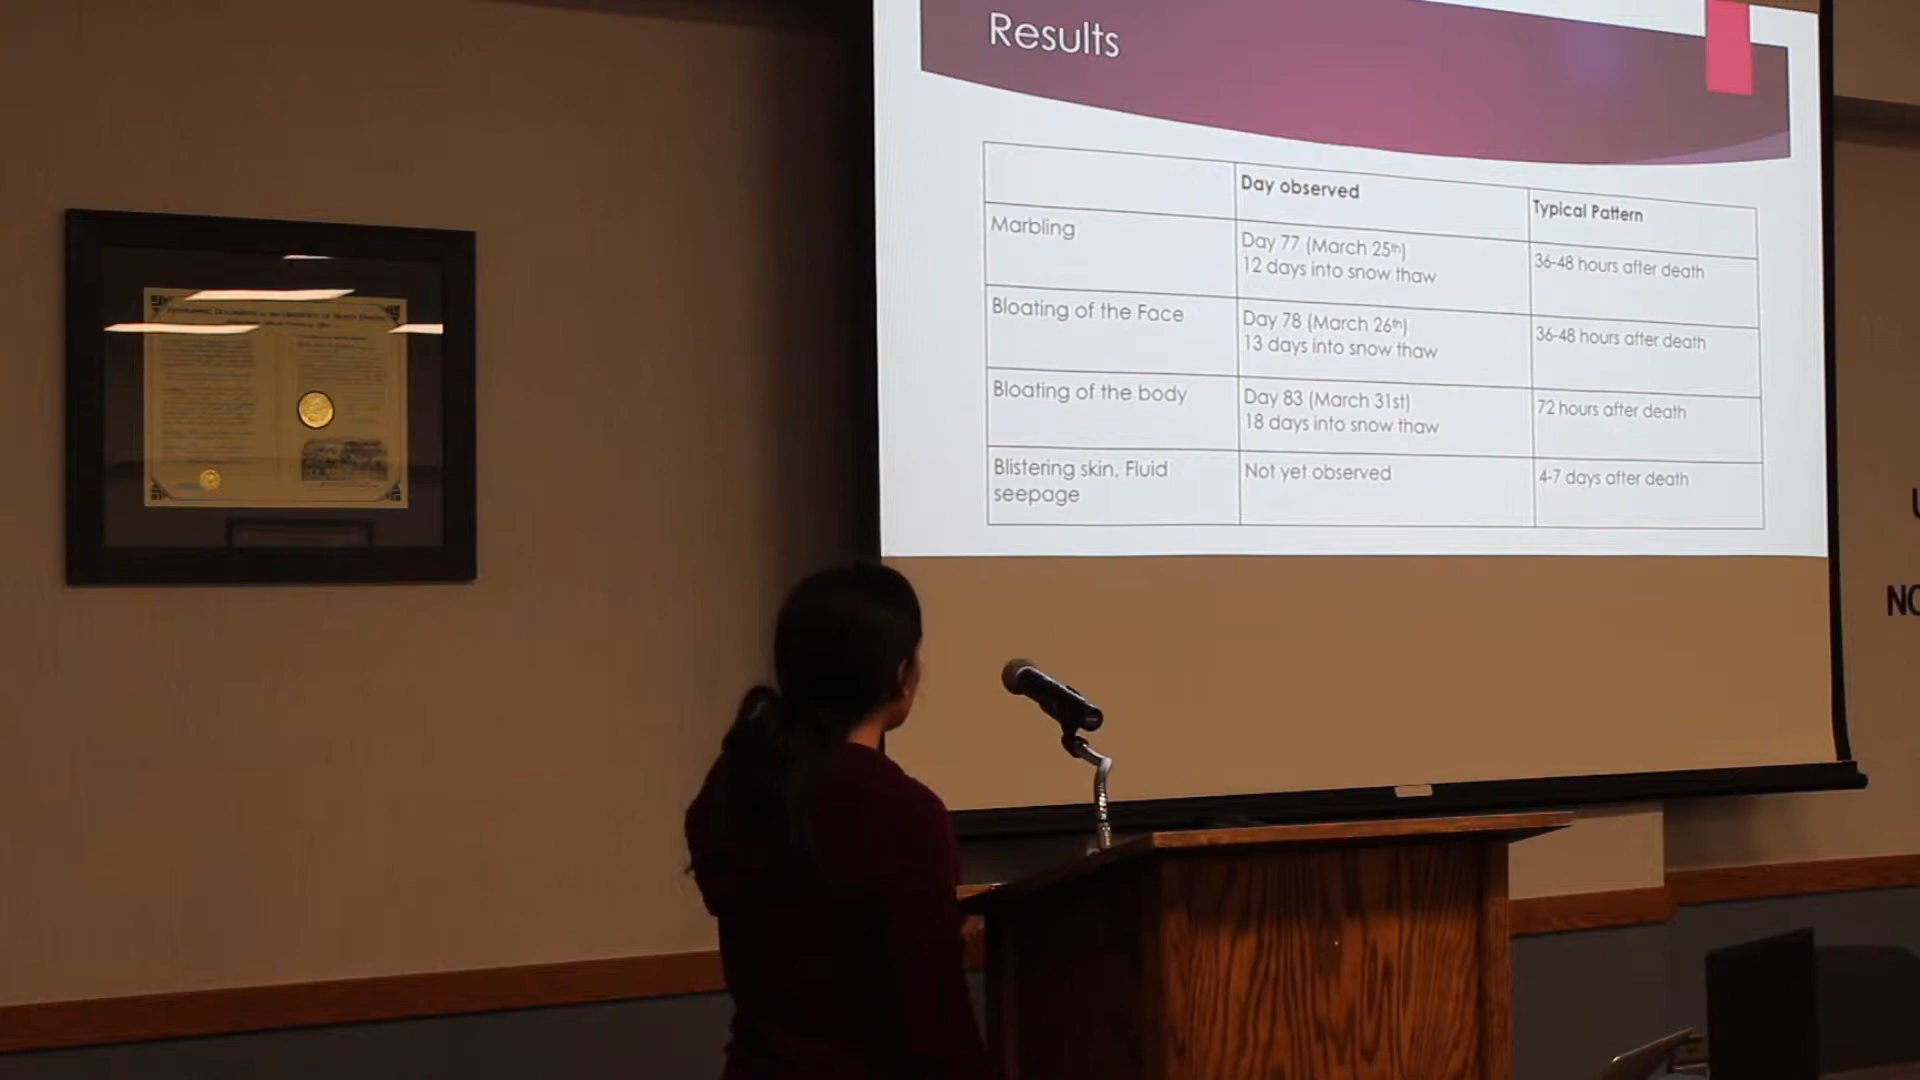 Results
Day observed
Typical Pattern
Marbling
Day 77 (March 25th)
12 days into snow thaw
36-48 hours after death
Bloating of the Face
Day 78 (March 26th)
13 days into snow thaw
36-48 hours after death
Bloating of the body
Day 83 (March 31st)
18 days into snow thaw
72 hours after death
Blistering skin, Fluid
seepage
Not yet observed
4-7 days after death